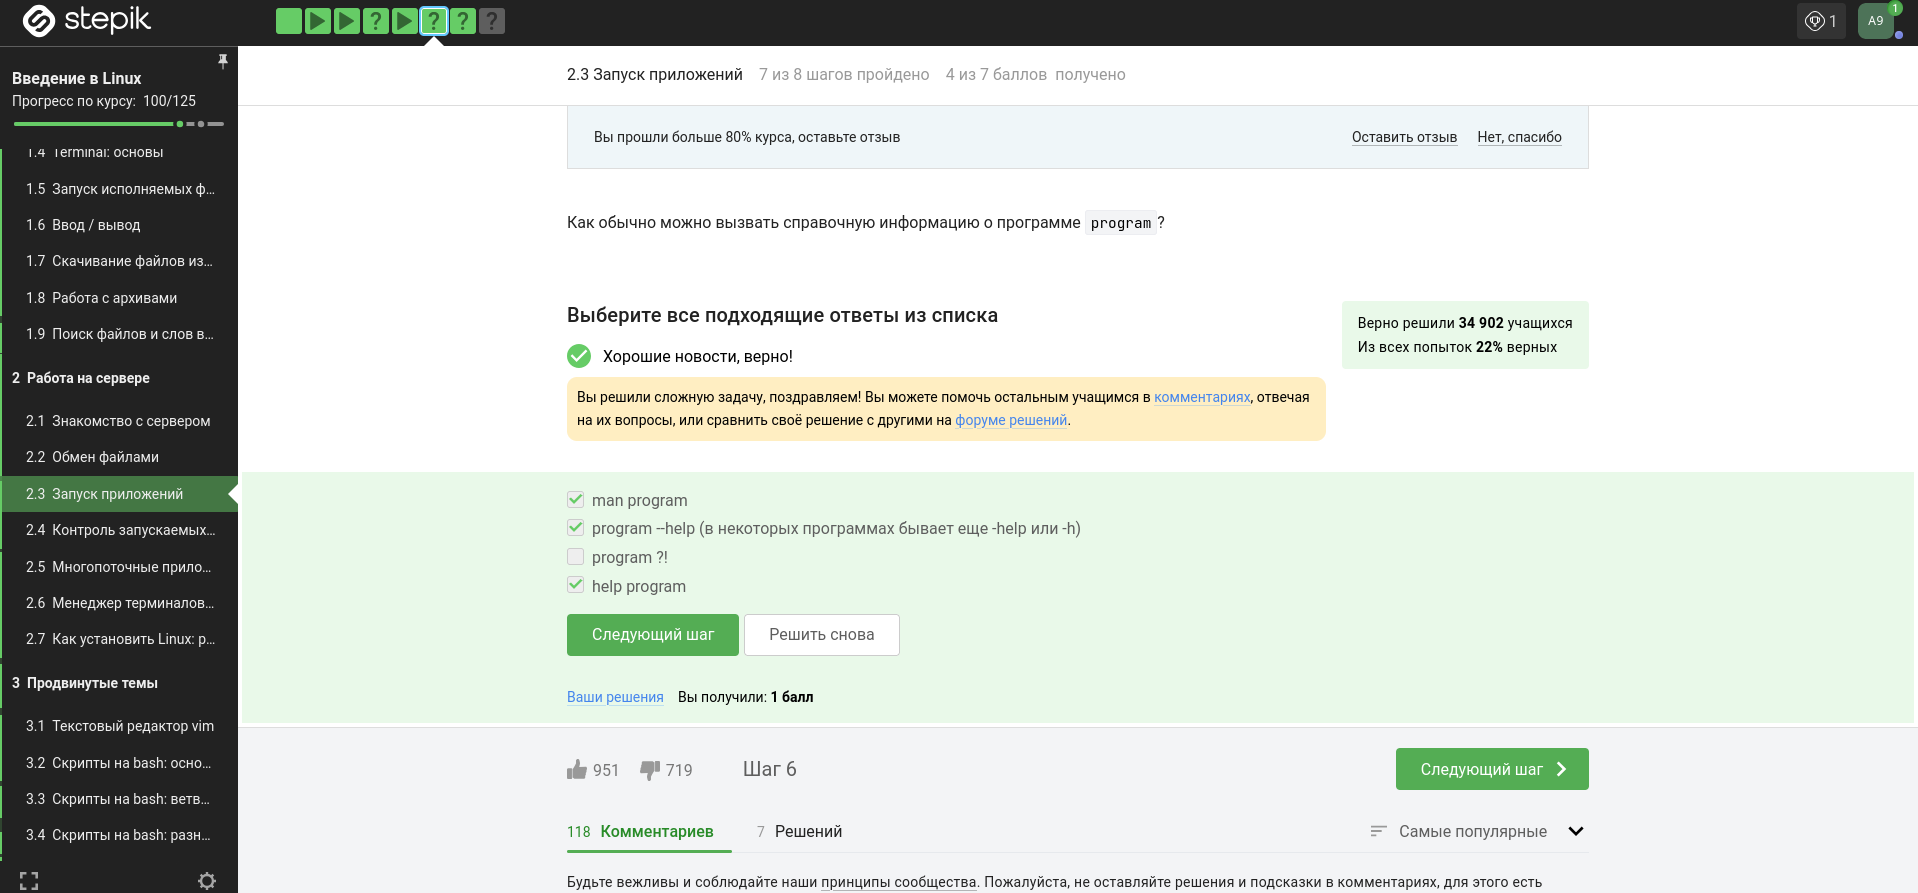 stepik
? ? ? ?
1
A9
1
Введение в Linux
Прогресс по курсу: 100/125
1.4 Terminal: основы
1.5 Запуск исполняемых ф...
1.6 Ввод / вывод
1.7 Скачивание файлов из...
1.8 Работа с архивами
1.9 Поиск файлов и слов в...
2 Работа на сервере
2.1 Знакомство с сервером
2.2 Обмен файлами
2.3 Запуск приложений
2.4 Контроль запускаемых...
2.5 Многопоточные прило...
2.6 Менеджер терминалов...
2.7 Как установить Linux: р...
3 Продвинутые темы
3.1 Текстовый редактор vim
3.2 Скрипты на bash: осно...
3.3 Скрипты на bash: ветв...
3.4 Скрипты на bash: разн...
2.3 Запуск приложений 7 из 8 шагов пройдено 4 из 7 баллов получено
Вы прошли больше 80% курса, оставьте отзыв Оставить отзыв Нет, спасибо
Как обычно можно вызвать справочную информацию о программе program?
Выберите все подходящие ответы из списка
Верно решили 34 902 учащихся
Из всех попыток 22% верных
Хорошие новости, верно!
Вы решили сложную задачу, поздравляем! Вы можете помочь остальным учащимся в комментариях, отвечая
на их вопросы, или сравнить своё решение с другими на форуме решений.
man program
program --help (в некоторых программах бывает еще -help или -h)
program ?!
help program
Следующий шаг Решить снова
Ваши решения Вы получили: 1 балл
951 719 Шаг 6 Следующий шаг
118 Комментариев 7 Решений Самые популярные
Будьте вежливы и соблюдайте наши принципы сообщества. Пожалуйста, не оставляйте решения и подсказки в комментариях, для этого есть